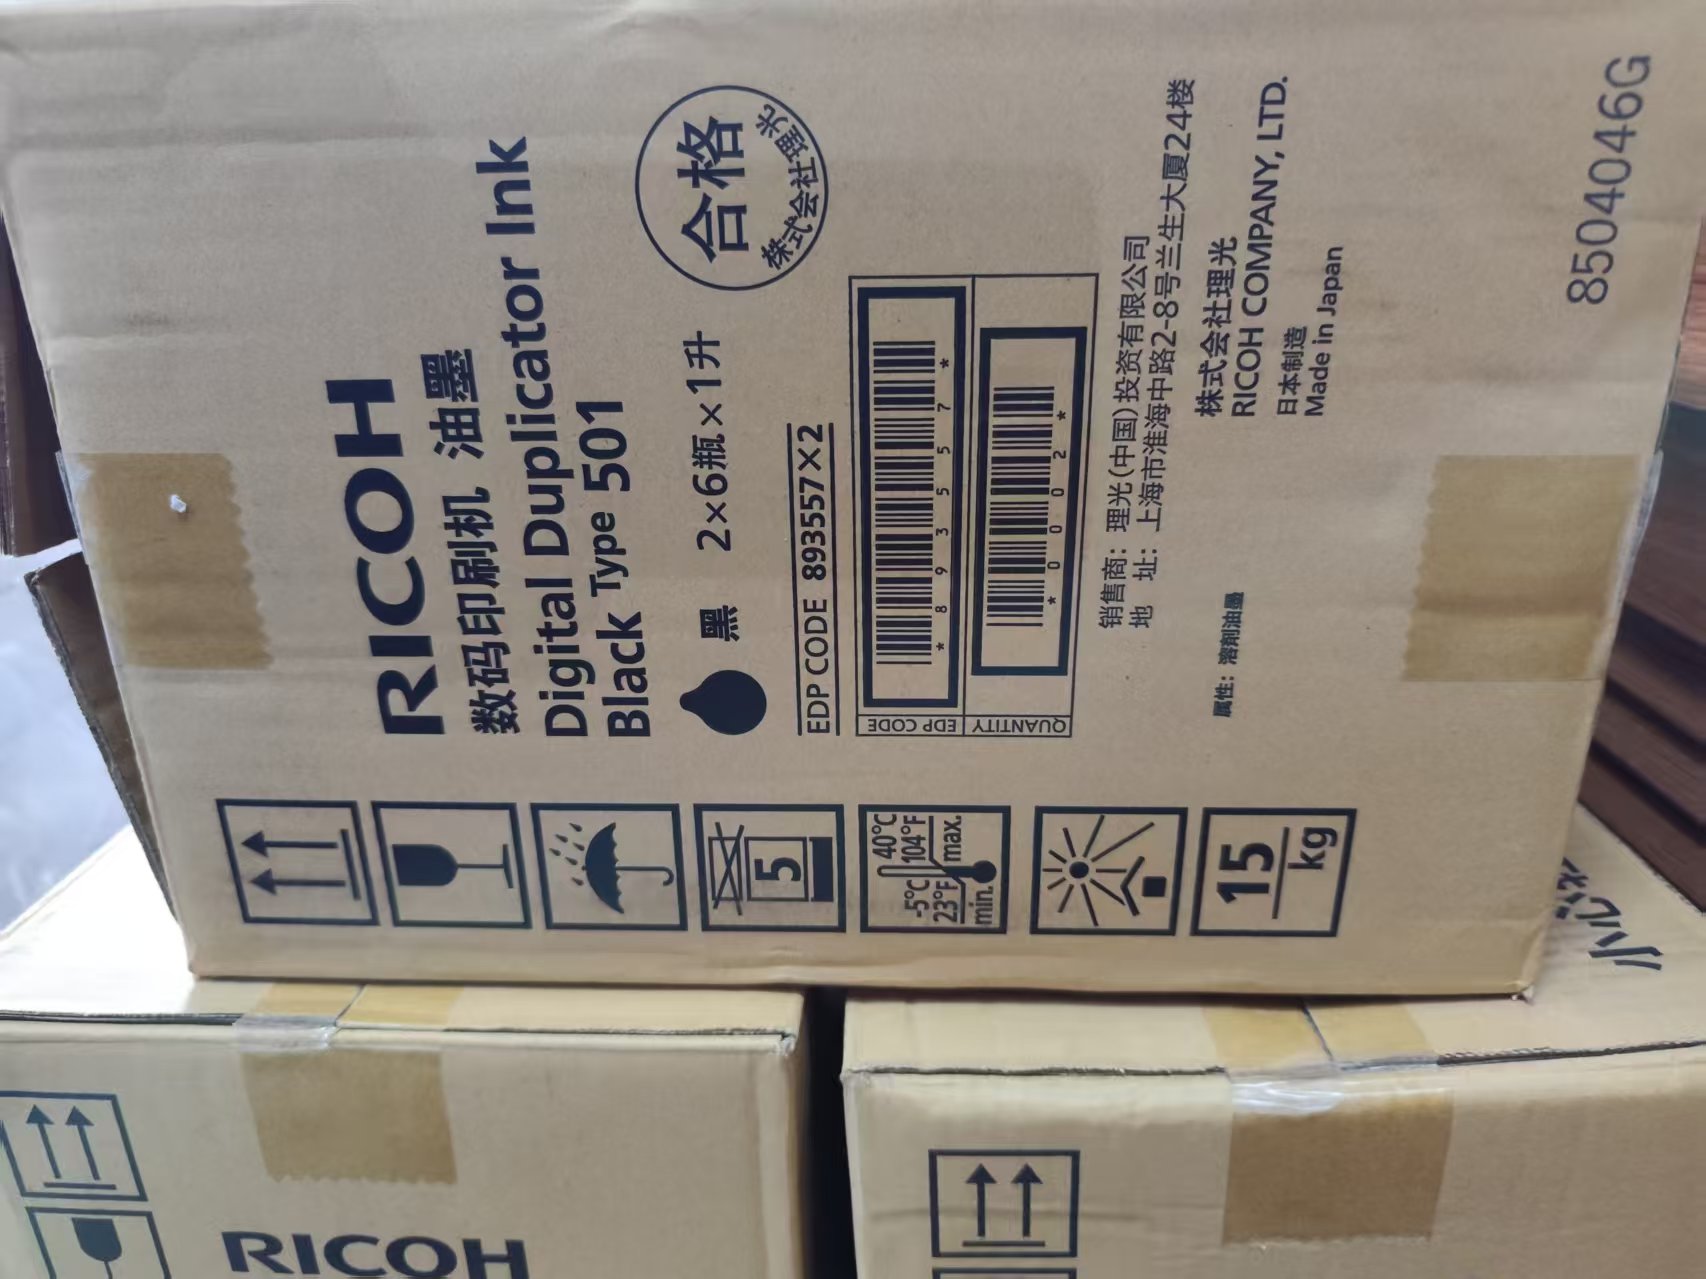 RICOH
数码印刷机 油墨
Digital Duplicator Ink
Black Type 501
黑 2×6瓶×1升
合格
株式会社理光
EDP CODE 893557×2
EDP CODE
*893557*
QUANTITY
*0002*
销售商：理光(中国)投资有限公司
地 址：上海市淮海中路2-8号兰生大厦24楼
株式会社理光
RICOH COMPANY, LTD.
属性：溶剤油墨
日本制造
Made in Japan
8504046G
5
-5°C
23°F
min.
40°C
104°F
max.
15
kg
RICOH
小心